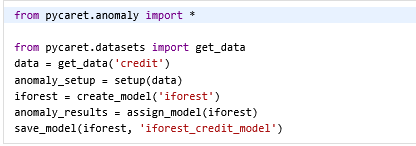 from pycaret.anomaly import *
from pycaret.datasets import get_data
data = get_data('credit')
anomaly_setup = setup(data)
iforest = create_model('iforest')
anomaly_results = assign_model(iforest)
save_model(iforest, 'iforest_credit_model')